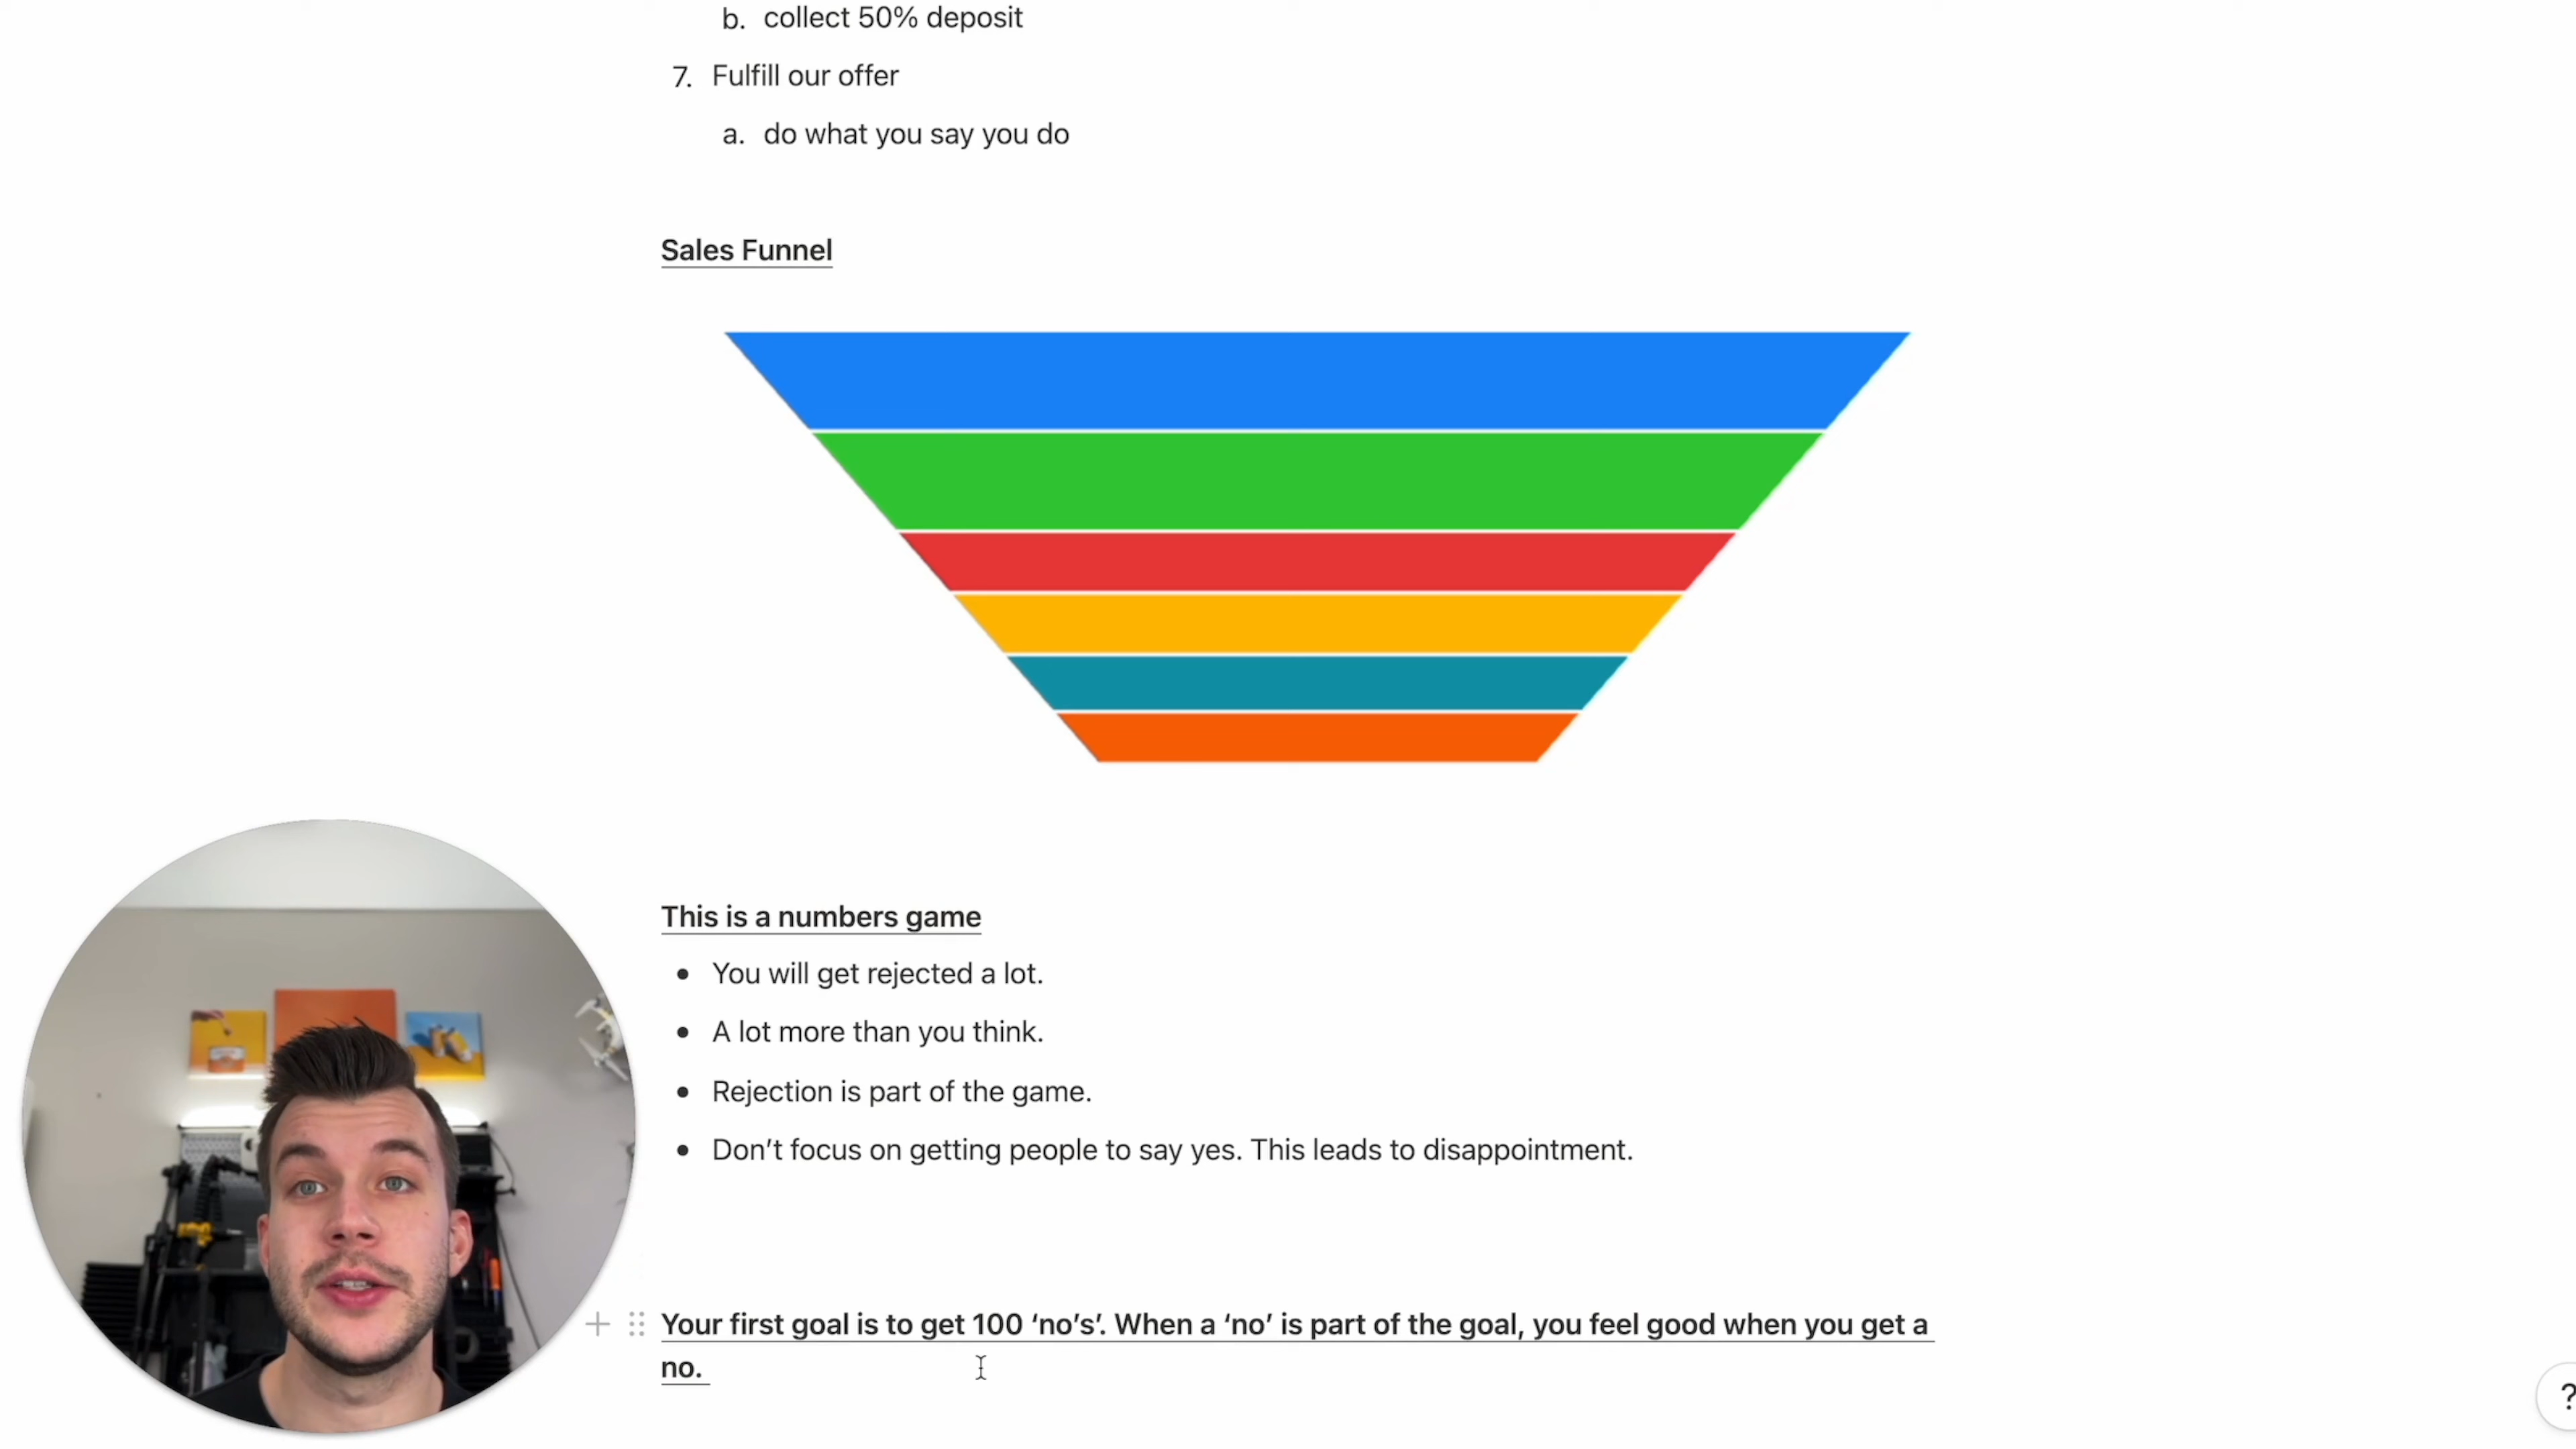 b. collect 50% deposit
7. Fulfill our offer
a. do what you say you do
Sales Funnel
This is a numbers game
• You will get rejected a lot.
• A lot more than you think.
• Rejection is part of the game.
• Don’t focus on getting people to say yes. This leads to disappointment.
Your first goal is to get 100 ‘no’s’. When a ‘no’ is part of the goal, you feel good when you get a
no.
?